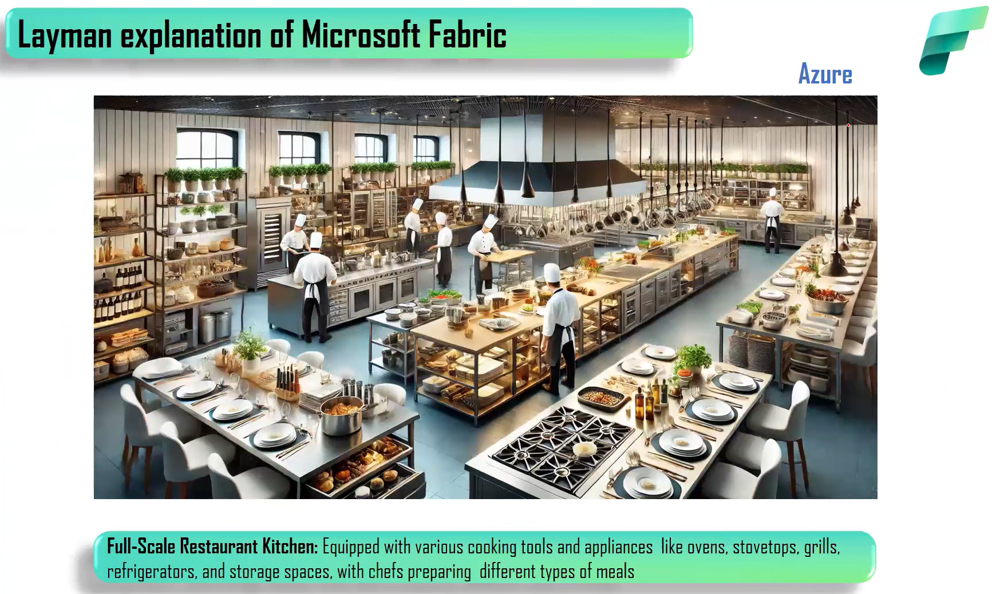 Layman explanation of Microsoft Fabric
Azure
Full-Scale Restaurant Kitchen: Equipped with various cooking tools and appliances like ovens, stovetops, grills,
refrigerators, and storage spaces, with chefs preparing different types of meals